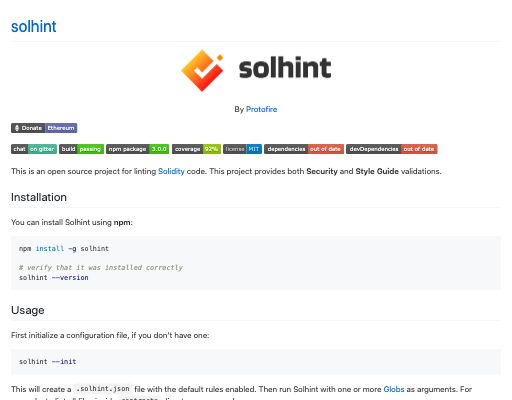 solhint
solhint
By Protofire
Donate Ethereum
chat on gitter build passing npm package 3.0.0 coverage 92% license MIT dependencies out of date devDependencies out of date
This is an open source project for linting Solidity code. This project provides both Security and Style Guide validations.
Installation
You can install Solhint using npm:
npm install -g solhint
# verify that it was installed correctly
solhint --version
Usage
First initialize a configuration file, if you don't have one:
solhint --init
This will create a .solhint.json file with the default rules enabled. Then run Solhint with one or more Globs as arguments. For